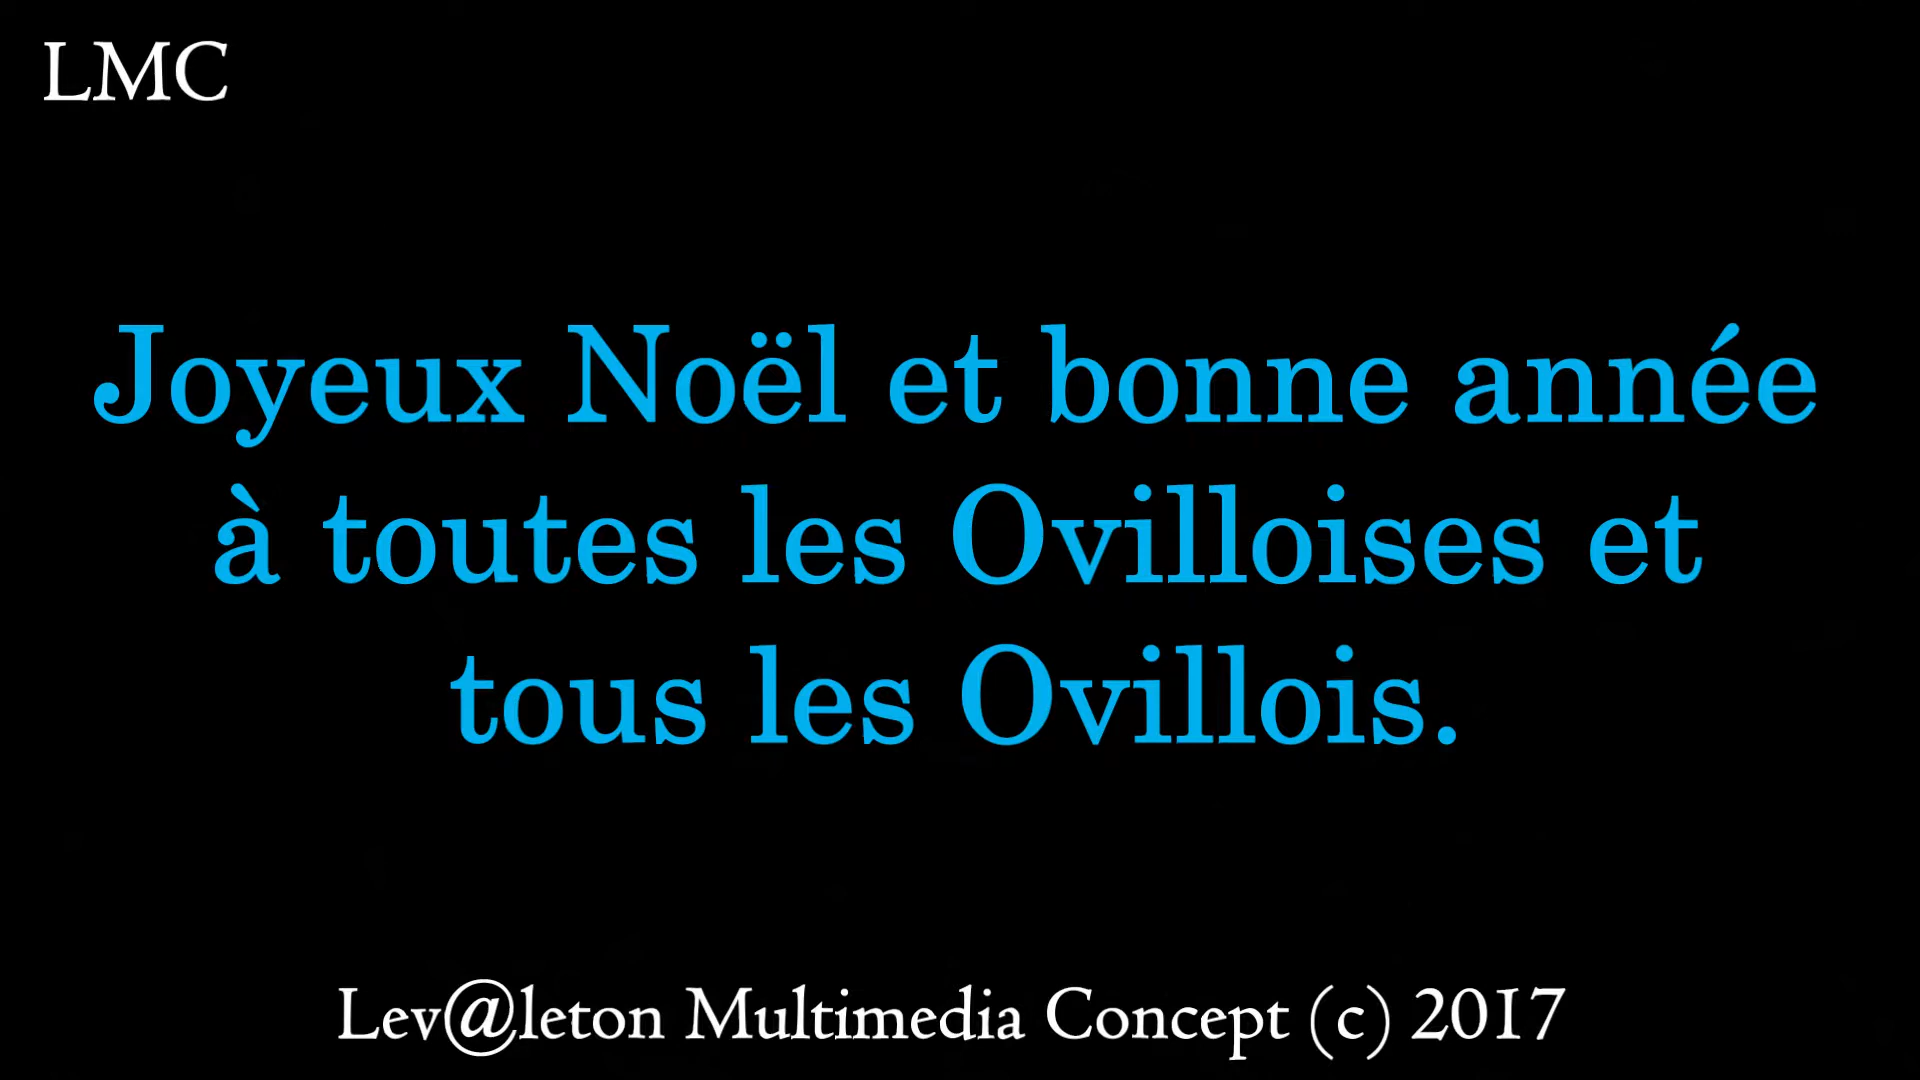 LMC
Joyeux Noël et bonne année
à toutes les Ovilloises et
tous les Ovillois.
Lev@leton Multimedia Concept (c) 2017